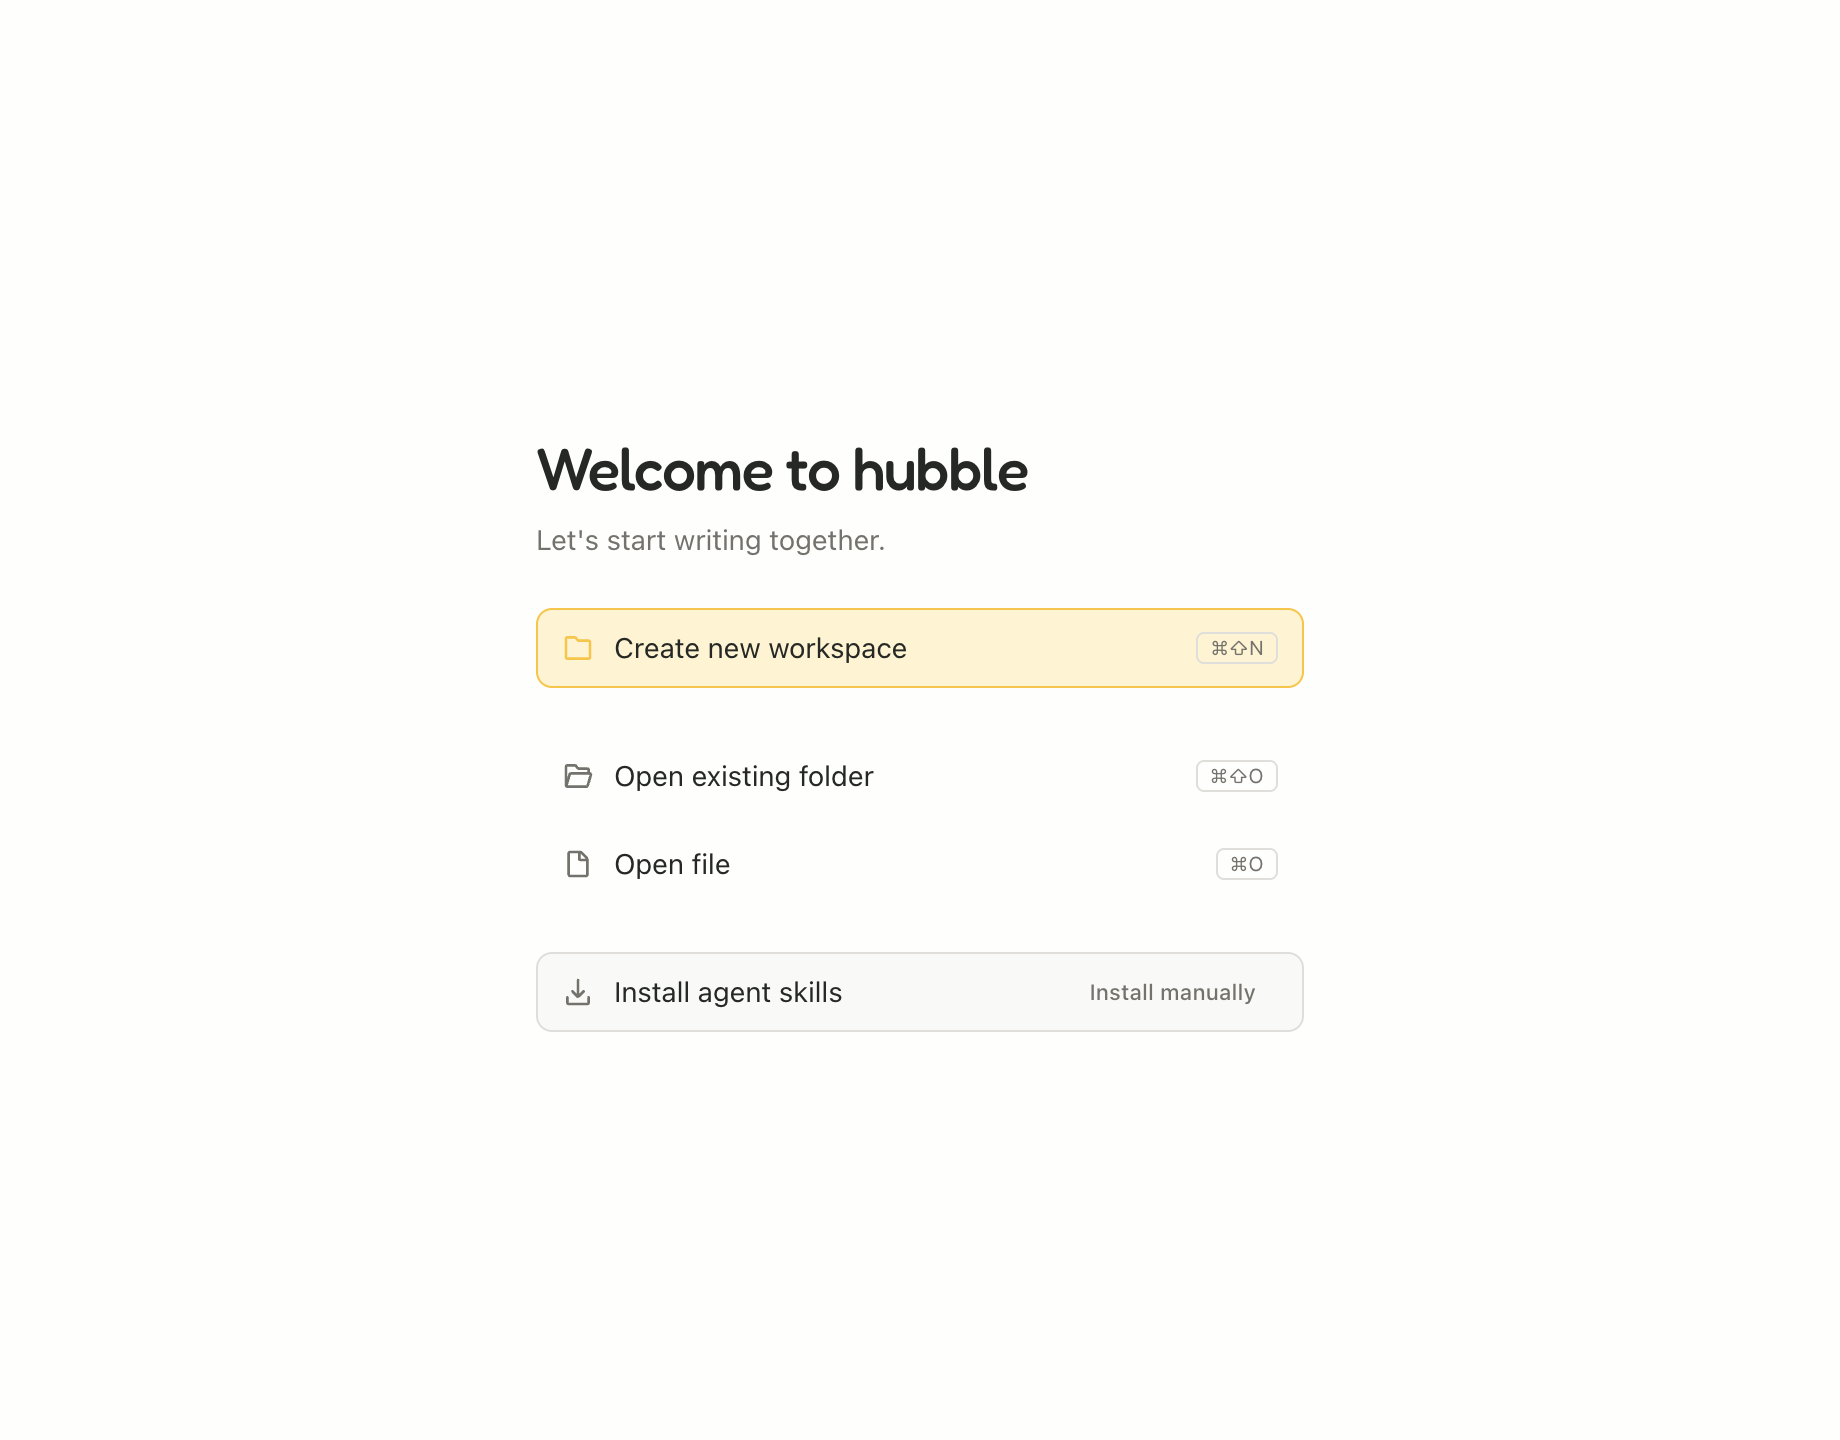 Welcome to hubble
Let's start writing together.
Create new workspace ⌘⇧N
Open existing folder ⌘⇧O
Open file ⌘O
Install agent skills Install manually